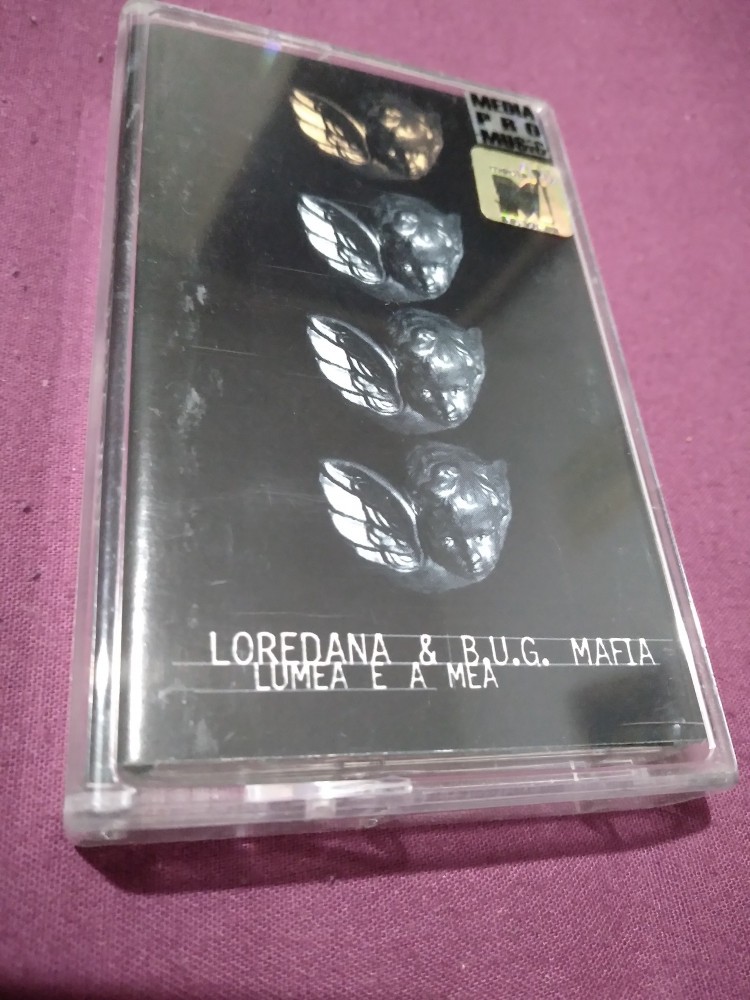 MEDIA
PRO
MUSIC
LOREDANA & B.U.G. MAFIA
LUMEA E A MEA